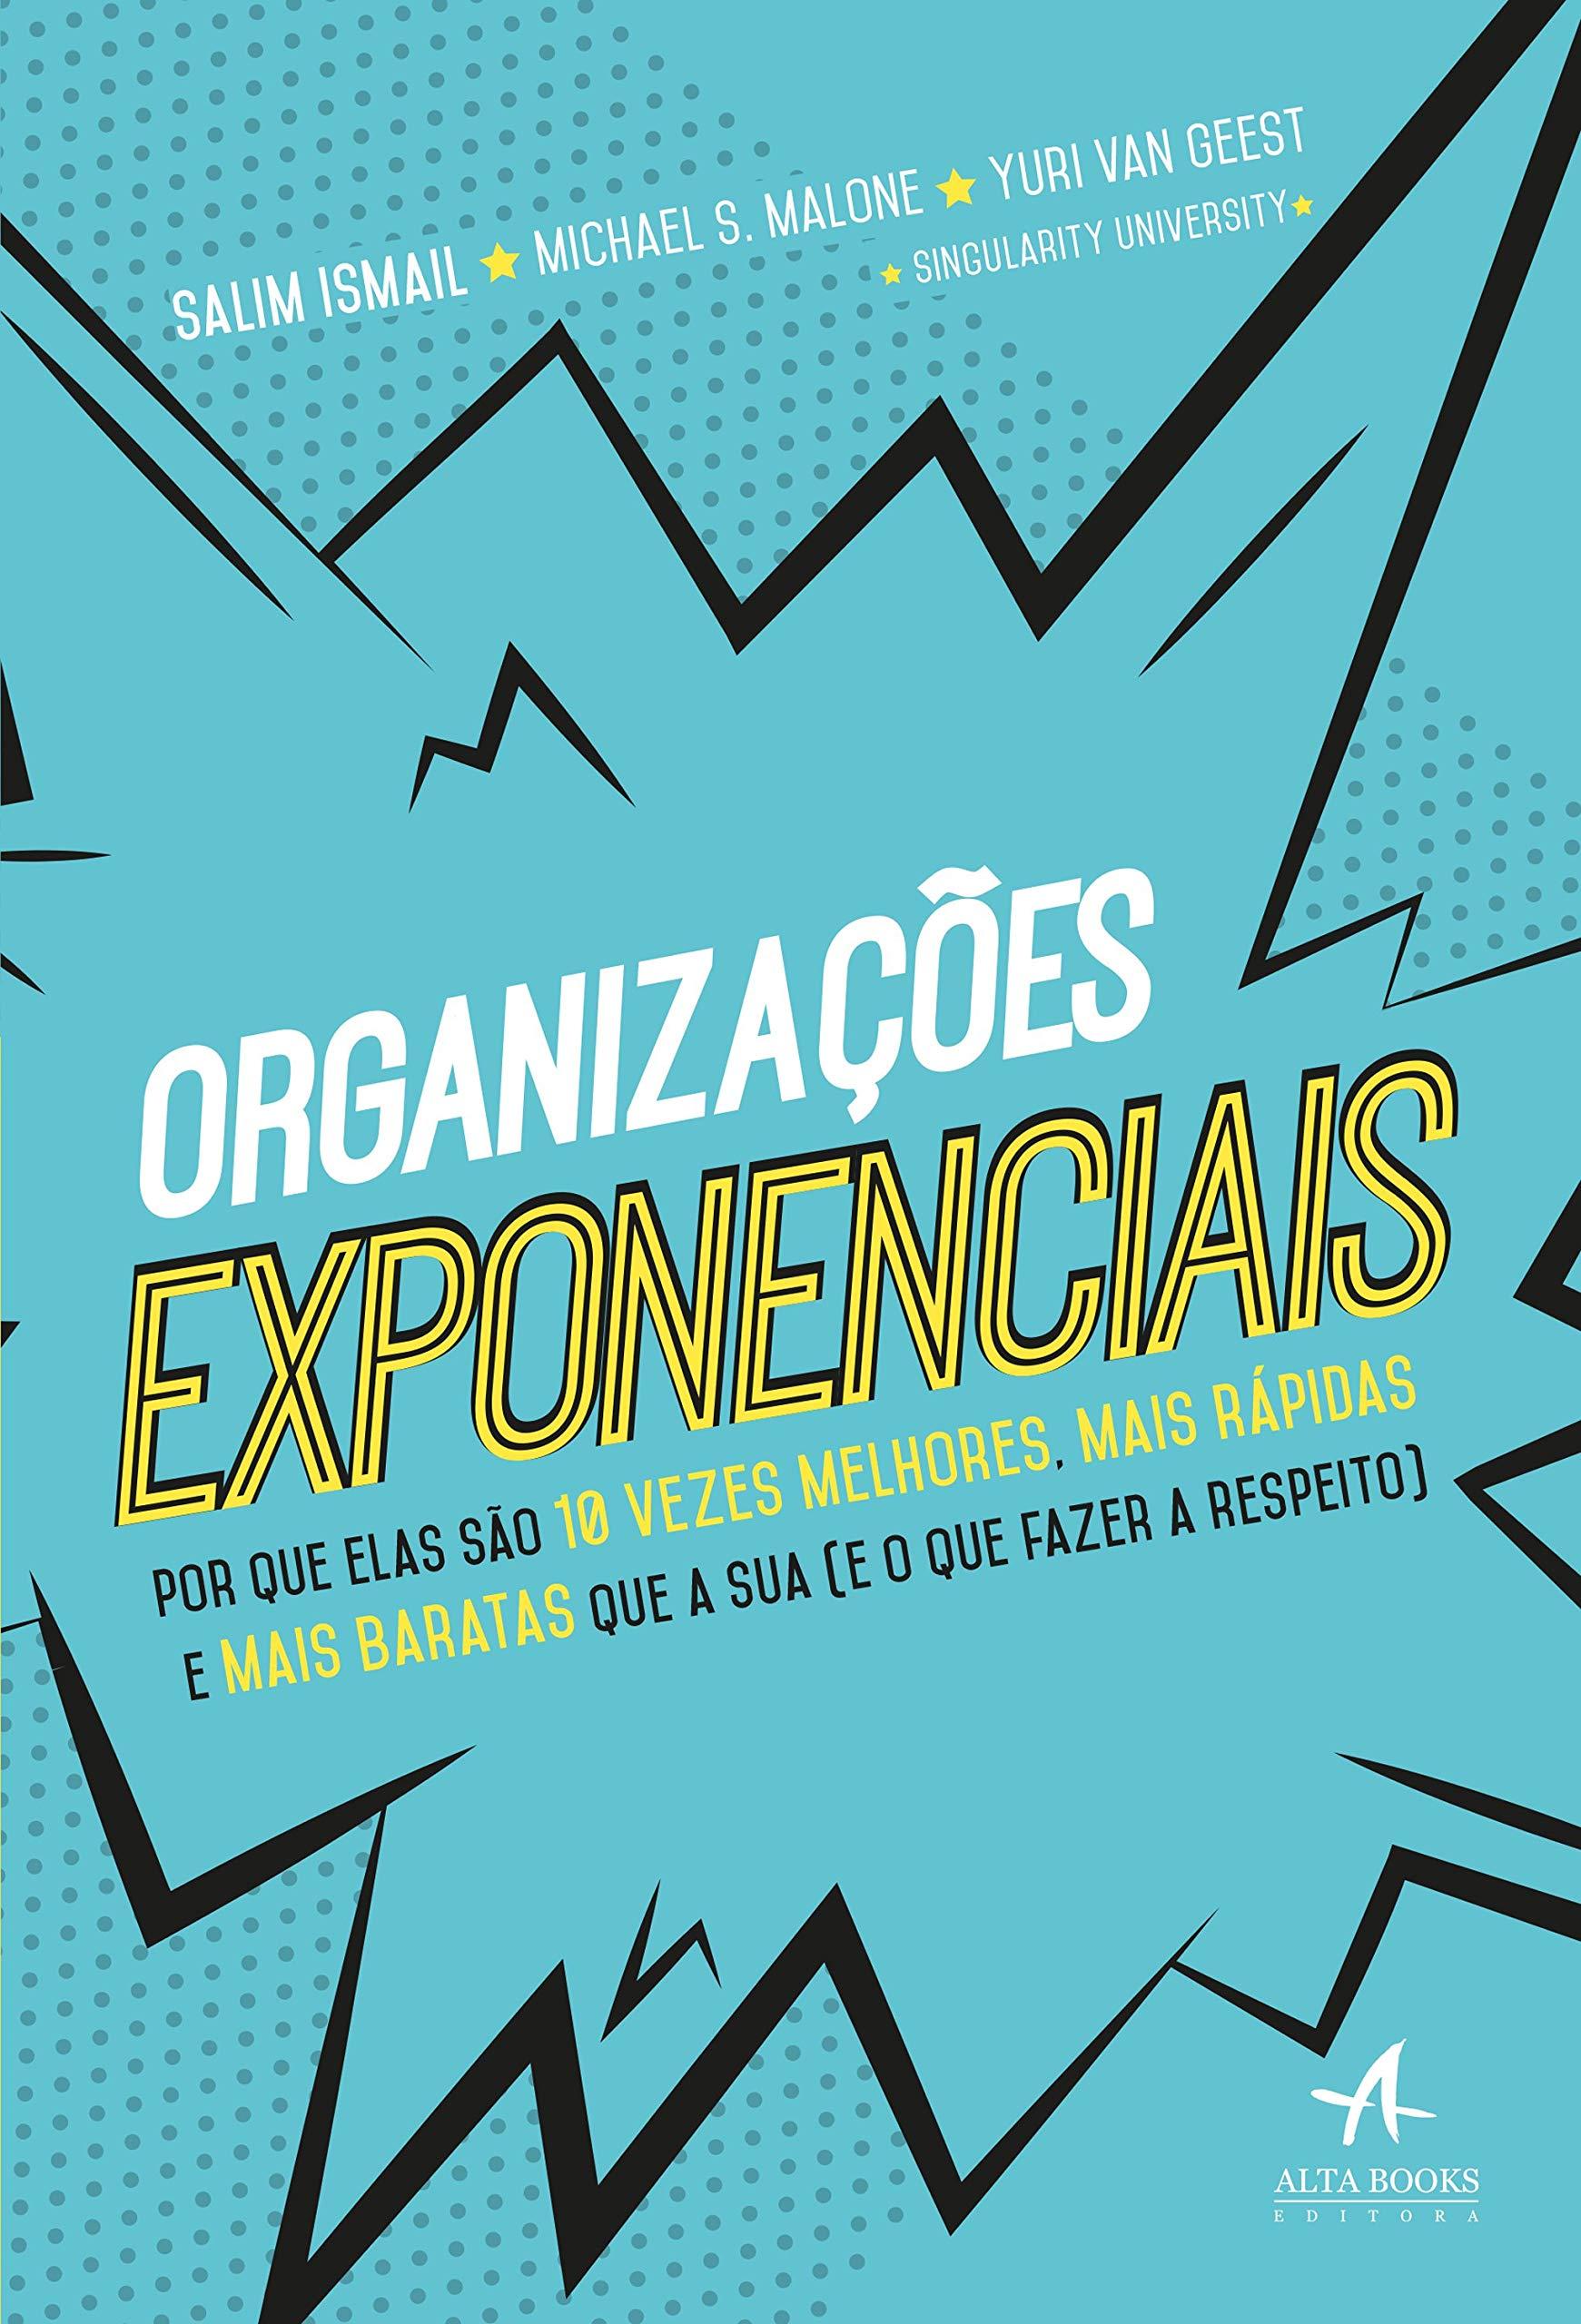 SALIM ISMAIL ★ MICHAEL S. MALONE ★ YURI VAN GEEST
★ SINGULARITY UNIVERSITY ★
ORGANIZAÇÕES
EXPONENCIAIS
POR QUE ELAS SÃO 10 VEZES MELHORES, MAIS RÁPIDAS
E MAIS BARATAS QUE A SUA (E O QUE FAZER A RESPEITO)
ALTA BOOKS
EDITORA